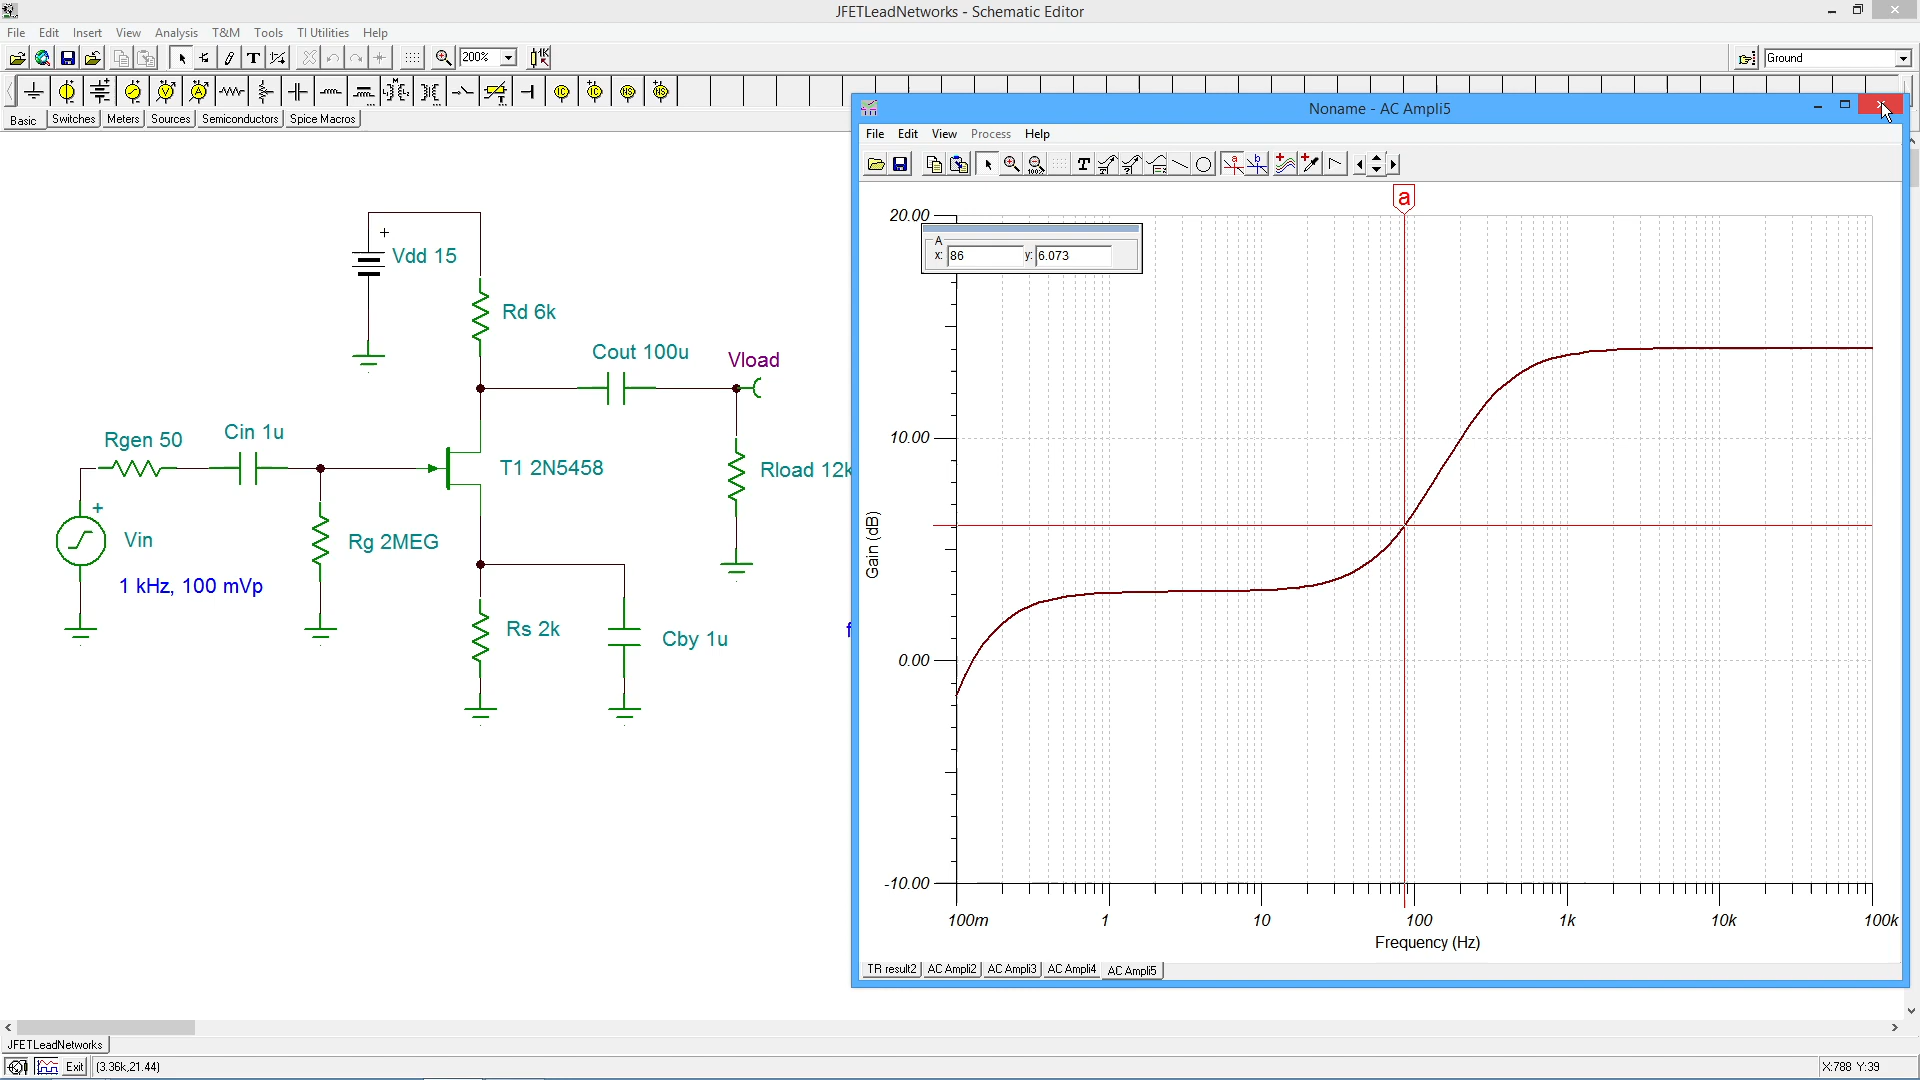 JFETLeadNetworks - Schematic Editor
File Edit Insert View Analysis T&M Tools TI Utilities Help
200%
Ground
Basic Switches Meters Sources Semiconductors Spice Macros
Noname - AC Ampli5
File Edit View Process Help
a
20.00
A
x: 86 y: 6.073
10.00
0.00
-10.00
Gain (dB)
100m 1 10 100 1k 10k 100k
Frequency (Hz)
TR result2 AC Ampli2 AC Ampli3 AC Ampli4 AC Ampli5
+
Vdd 15
Rd 6k
Cout 100u
Vload
Rgen 50
Cin 1u
T1 2N5458
Rload 12k
+
Vin
Rg 2MEG
1 kHz, 100 mVp
Rs 2k
Cby 1u
f
JFETLeadNetworks
Exit (3.36k,21.44)
X:788 Y:39